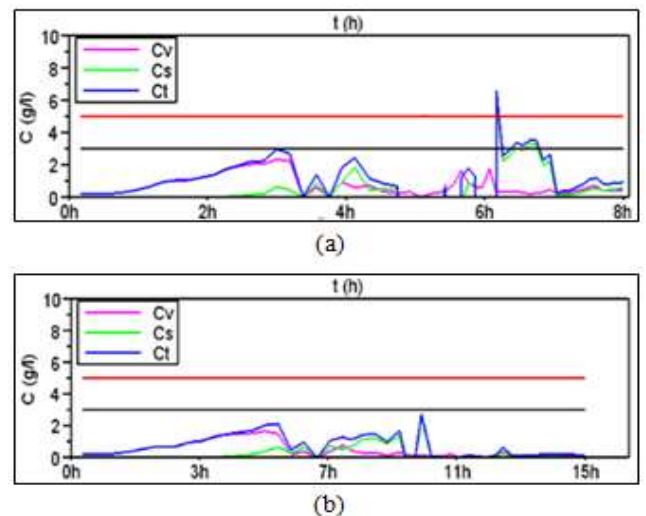 t (h)
C (g/l)
10
8
6
4
2
0
Cv
Cs
Ct
0h 2h 4h 6h 8h
(a)
t (h)
C (g/l)
10
8
6
4
2
0
Cv
Cs
Ct
0h 3h 7h 11h 15h
(b)